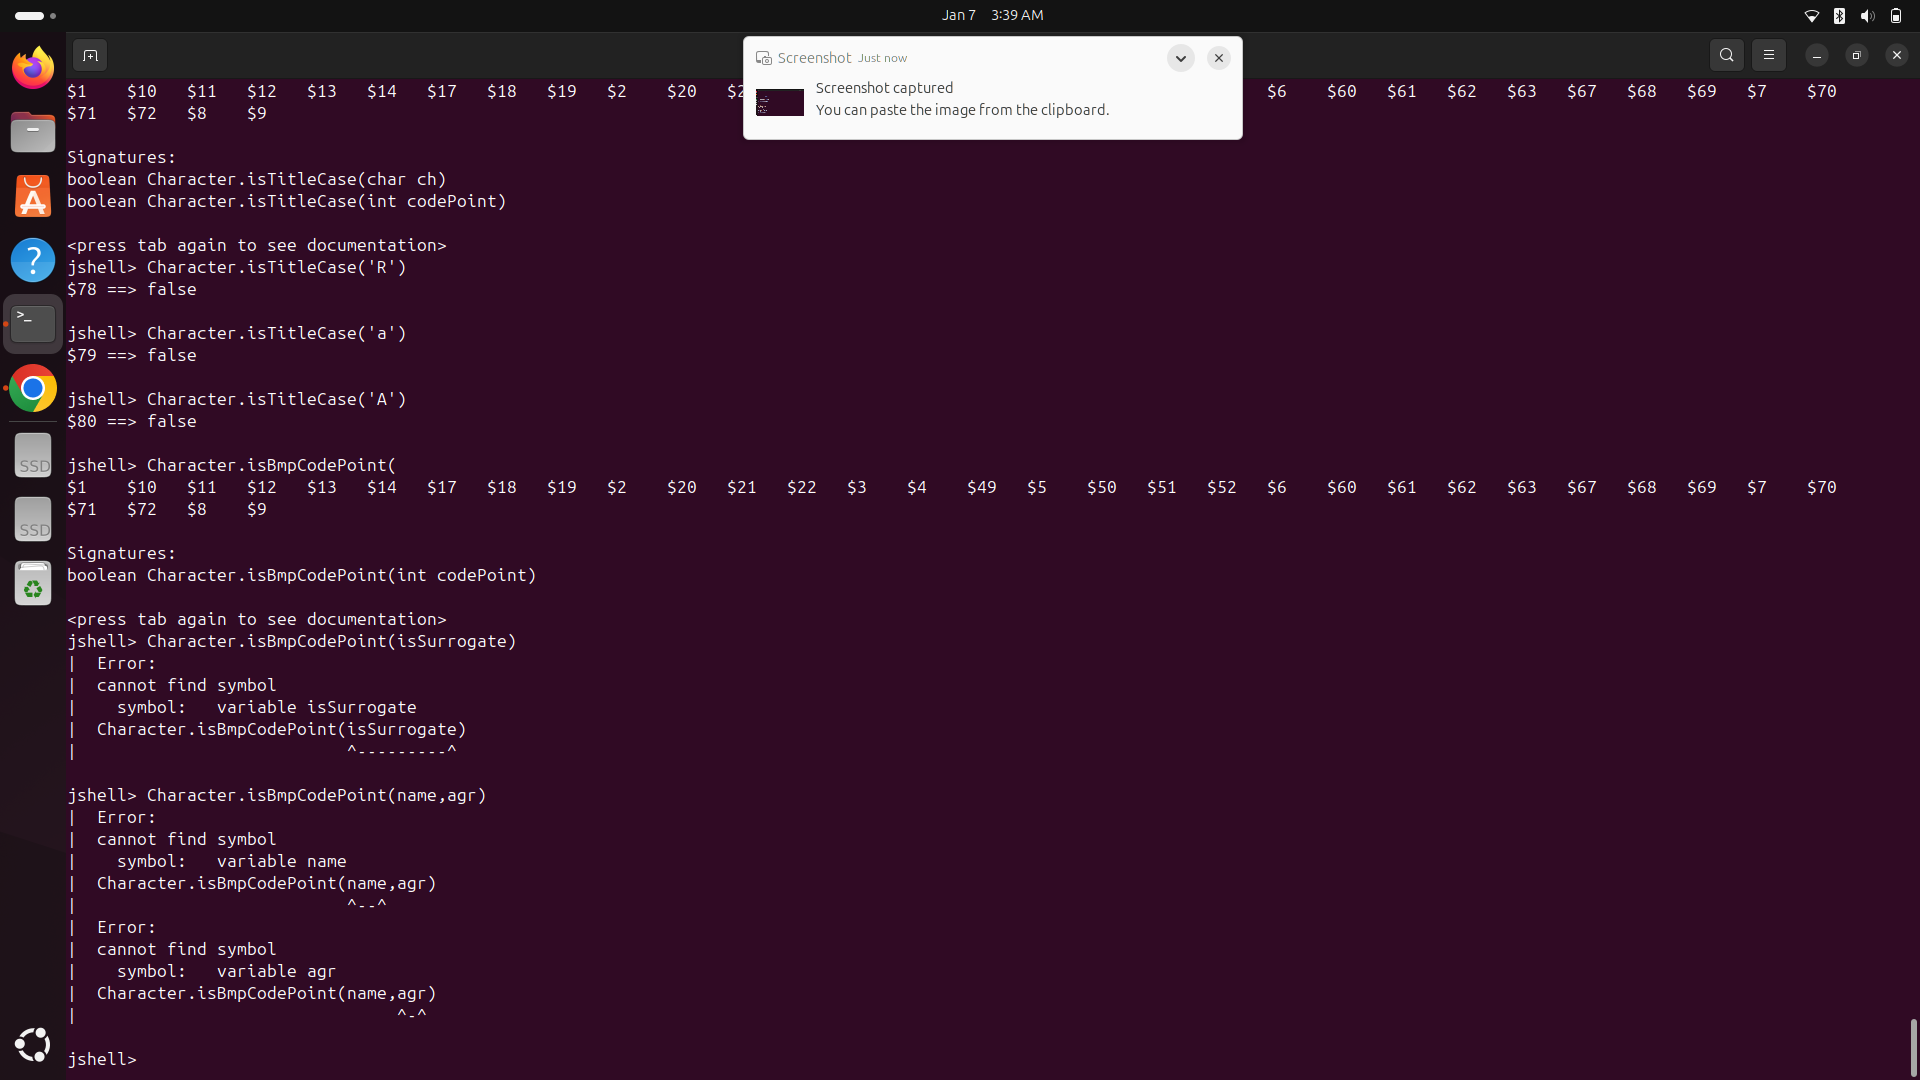 Jan 7 3:39 AM
Screenshot Just now
Screenshot captured
You can paste the image from the clipboard.
$1 $10 $11 $12 $13 $14 $17 $18 $19 $2 $20 $6 $60 $61 $62 $63 $67 $68 $69 $7 $70
$71 $72 $8 $9
Signatures:
boolean Character.isTitleCase(char ch)
boolean Character.isTitleCase(int codePoint)
<press tab again to see documentation>
jshell> Character.isTitleCase('R')
$78 ==> false
jshell> Character.isTitleCase('a')
$79 ==> false
jshell> Character.isTitleCase('A')
$80 ==> false
jshell> Character.isBmpCodePoint(
$1 $10 $11 $12 $13 $14 $17 $18 $19 $2 $20 $21 $22 $3 $4 $49 $5 $50 $51 $52 $6 $60 $61 $62 $63 $67 $68 $69 $7 $70
$71 $72 $8 $9
Signatures:
boolean Character.isBmpCodePoint(int codePoint)
<press tab again to see documentation>
jshell> Character.isBmpCodePoint(isSurrogate)
| Error:
| cannot find symbol
| symbol: variable isSurrogate
| Character.isBmpCodePoint(isSurrogate)
| ^---------^
jshell> Character.isBmpCodePoint(name,agr)
| Error:
| cannot find symbol
| symbol: variable name
| Character.isBmpCodePoint(name,agr)
| ^--^
| Error:
| cannot find symbol
| symbol: variable agr
| Character.isBmpCodePoint(name,agr)
| ^-^
jshell>
SSD
SSD